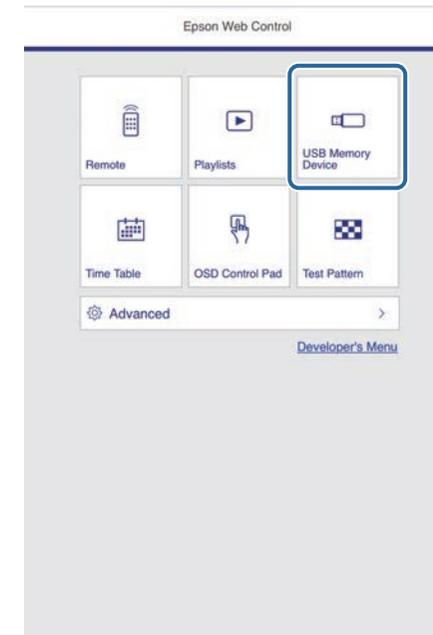 Epson Web Control
Remote
Playlists
USB Memory
Device
Time Table
OSD Control Pad
Test Pattern
Advanced
Developer's Menu